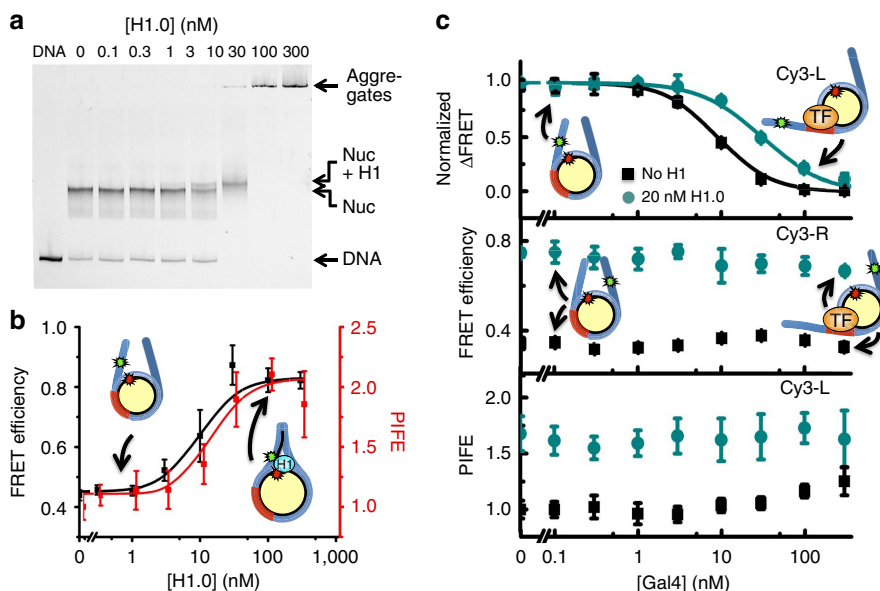 a
[H1.0] (nM)
DNA 0 0.1 0.3 1 3 10 30 100 300
Aggre-
gates
Nuc
+ H1
Nuc
DNA
b
1.0
0.8
0.6
0.4
FRET efficiency
2.5
2.0
1.5
1.0
PIFE
H1
0 1 10 100 1,000
[H1.0] (nM)
c
Cy3-L
1.0
0.5
0.0
Normalized
ΔFRET
TF
No H1
20 nM H1.0
Cy3-R
0.8
0.4
FRET efficiency
TF
Cy3-L
2.0
1.5
1.0
PIFE
0 0.1 1 10 100
[Gal4] (nM)